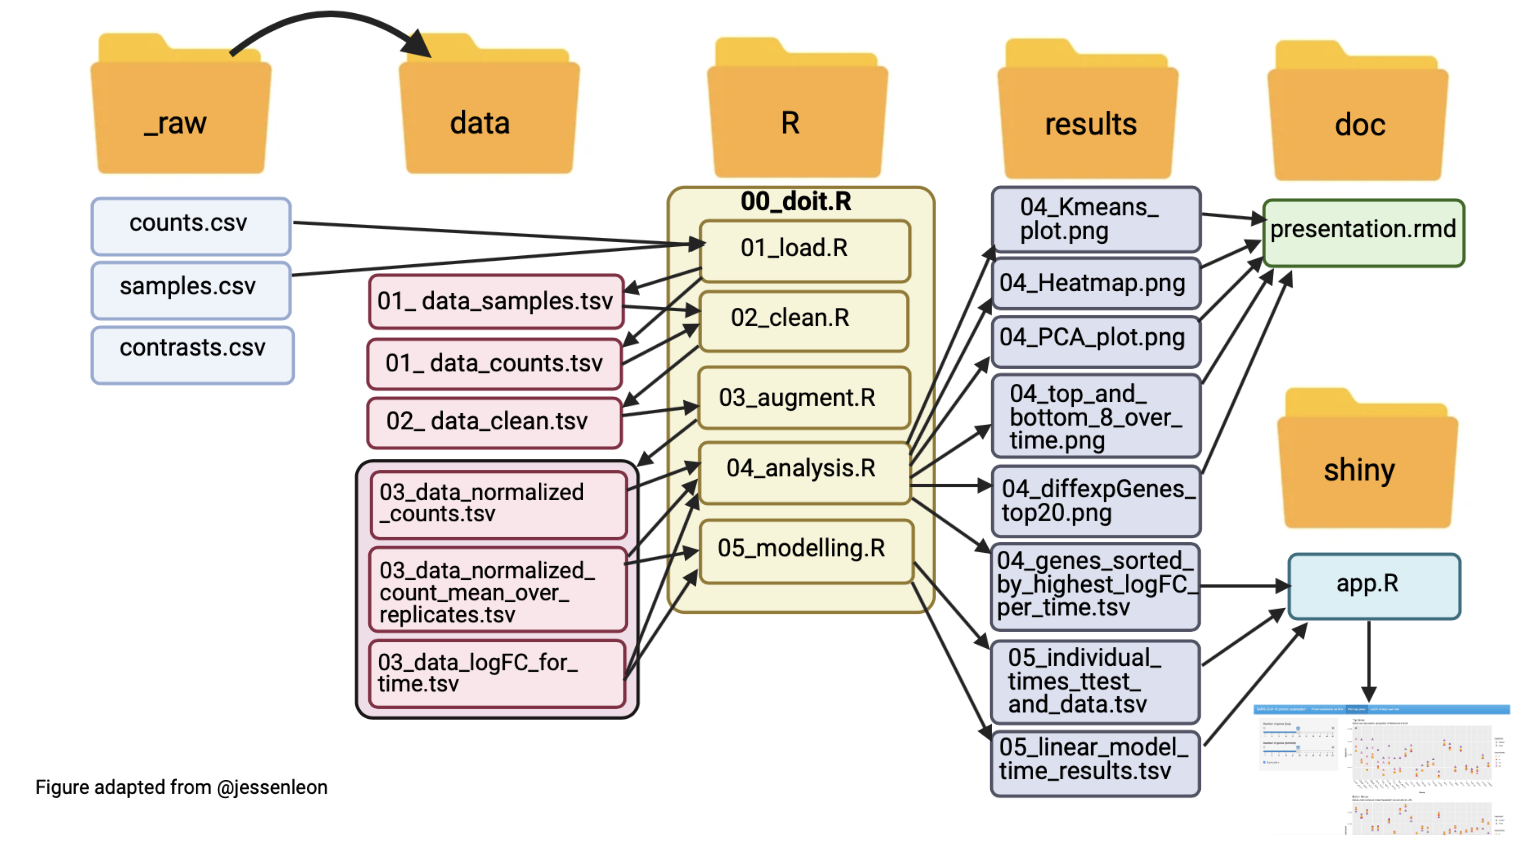 _raw
data
R
results
doc
counts.csv
samples.csv
contrasts.csv
01_ data_samples.tsv
01_ data_counts.tsv
02_ data_clean.tsv
03_data_normalized
_counts.tsv
03_data_normalized_
count_mean_over_
replicates.tsv
03_data_logFC_for_
time.tsv
00_doit.R
01_load.R
02_clean.R
03_augment.R
04_analysis.R
05_modelling.R
04_Kmeans_
plot.png
04_Heatmap.png
04_PCA_plot.png
04_top_and_
bottom_8_over_
time.png
04_diffexpGenes_
top20.png
04_genes_sorted_
by_highest_logFC_
per_time.tsv
05_individual_
times_ttest_
and_data.tsv
05_linear_model_
time_results.tsv
presentation.rmd
shiny
app.R
Figure adapted from @jessenleon